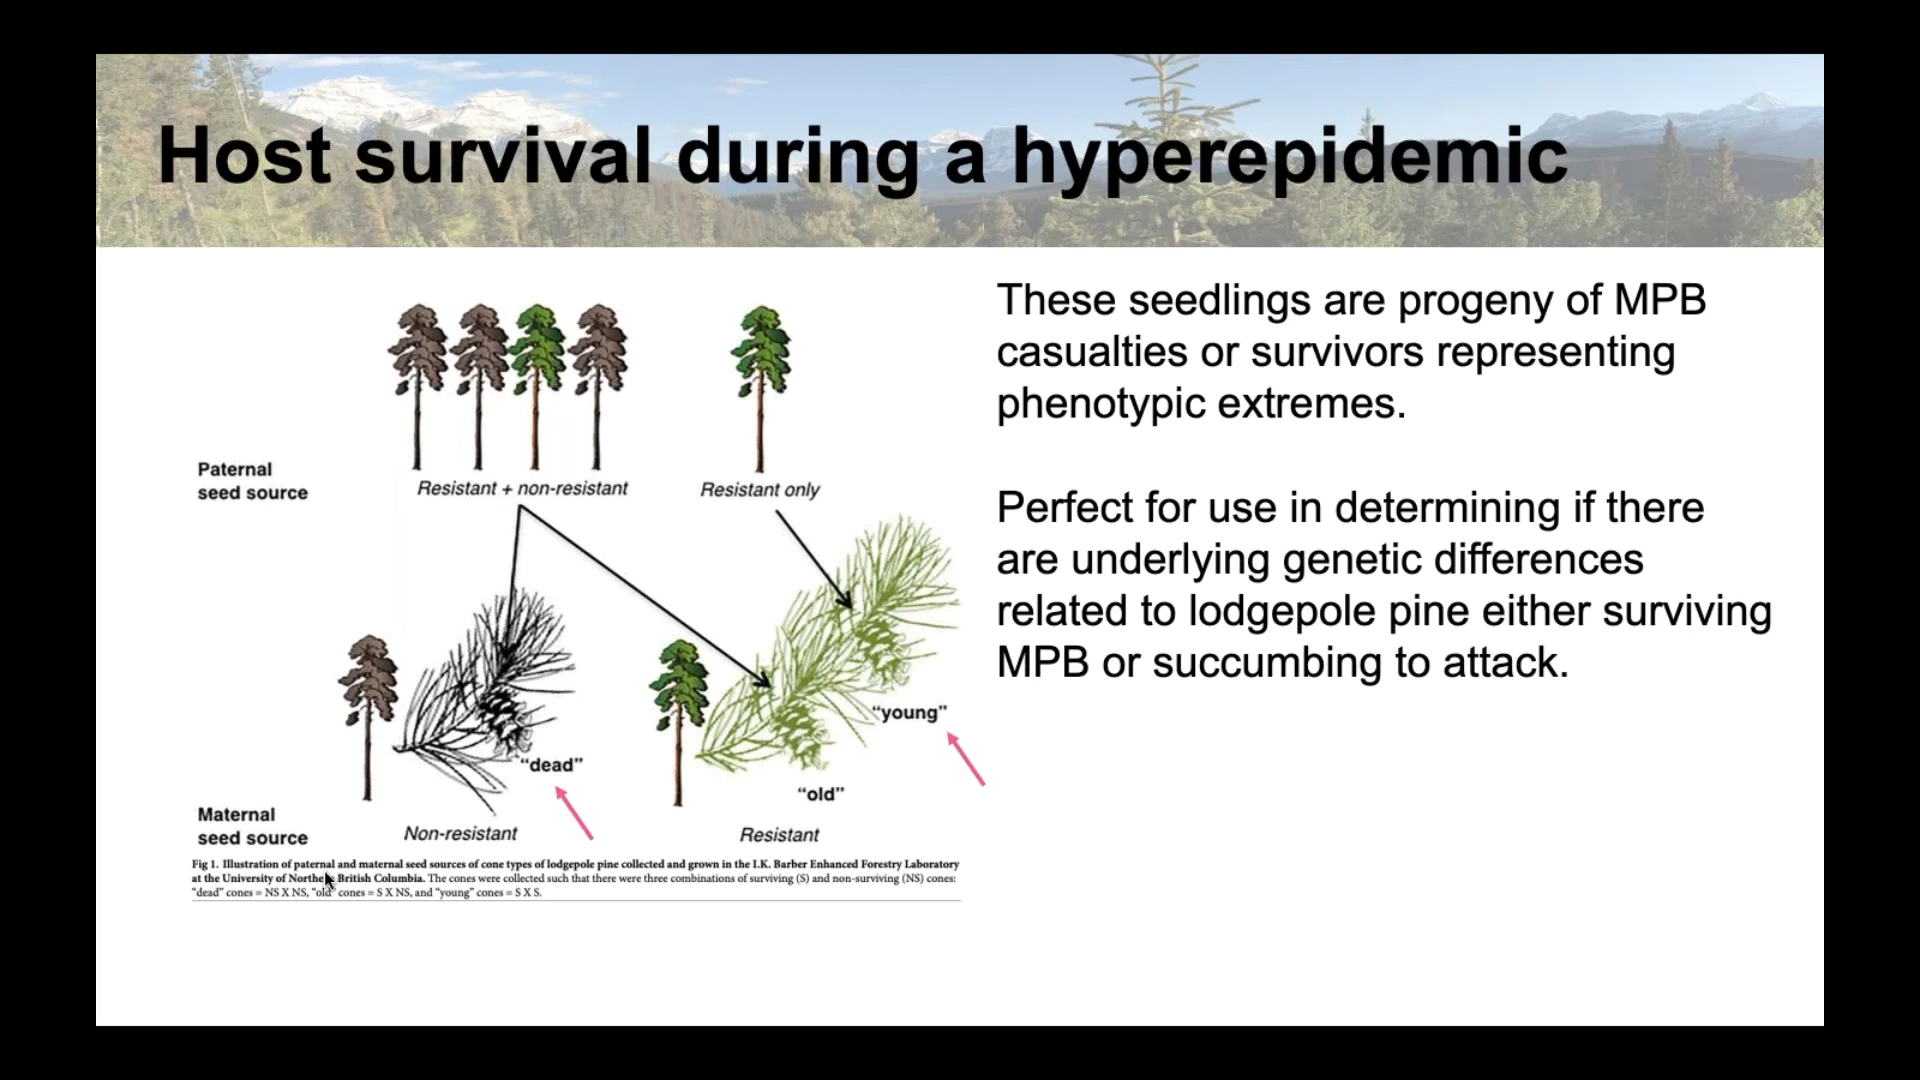 Host survival during a hyperepidemic
Paternal
seed source
Resistant + non-resistant
Resistant only
"young"
"dead"
"old"
Maternal
seed source
Non-resistant
Resistant
Fig 1. Illustration of paternal and maternal seed sources of cone types of lodgepole pine collected and grown in the I.K. Barber Enhanced Forestry Laboratory
at the University of Northern British Columbia. The cones were collected such that there were three combinations of surviving (S) and non-surviving (NS) cones:
"dead" cones = NS X NS, "old" cones = S X NS, and "young" cones = S X S.
These seedlings are progeny of MPB
casualties or survivors representing
phenotypic extremes.
Perfect for use in determining if there
are underlying genetic differences
related to lodgepole pine either surviving
MPB or succumbing to attack.